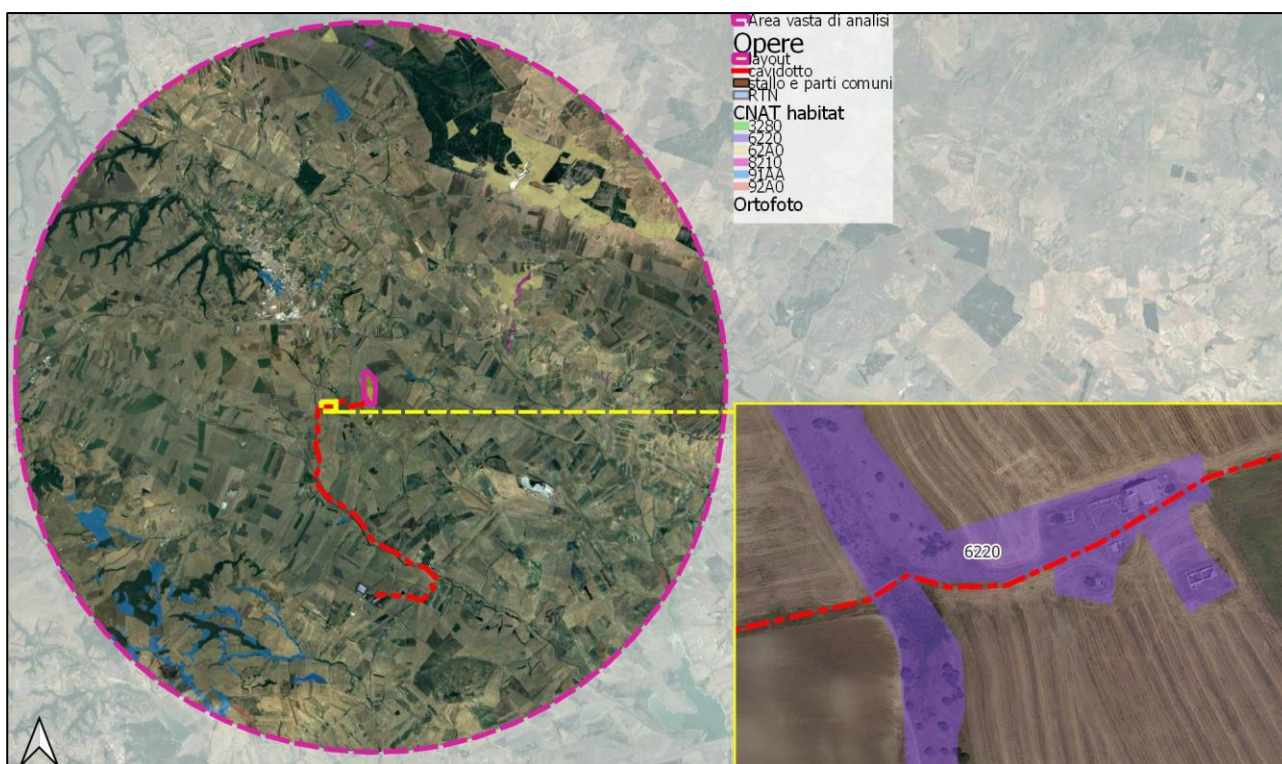 Area vasta di analisi
Opere
layout
cavidotto
stallo e parti comuni
RTN
CNAT habitat
3280
6220
62A0
8210
91AA
92A0
Ortofoto
6220